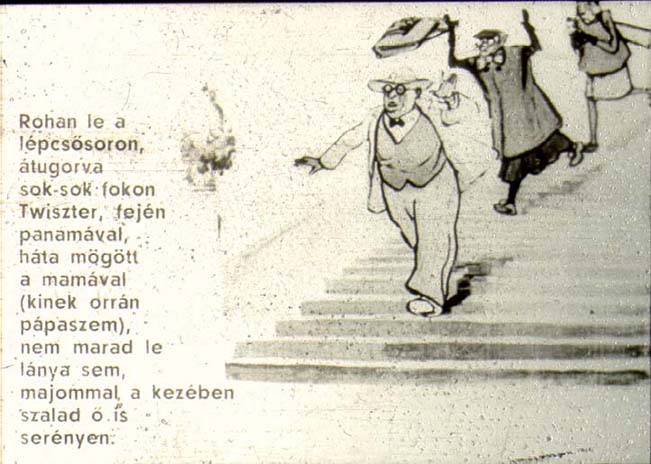 Rohan le a
lépcsősoron,
átugorva
sok-sok fokon
Twiszter, fején
panamával,
háta mögött
a mamával
(kinek orrán
pápaszem),
nem marad le
lánya sem,
majommal a kezében
szalad ő is
serényen.